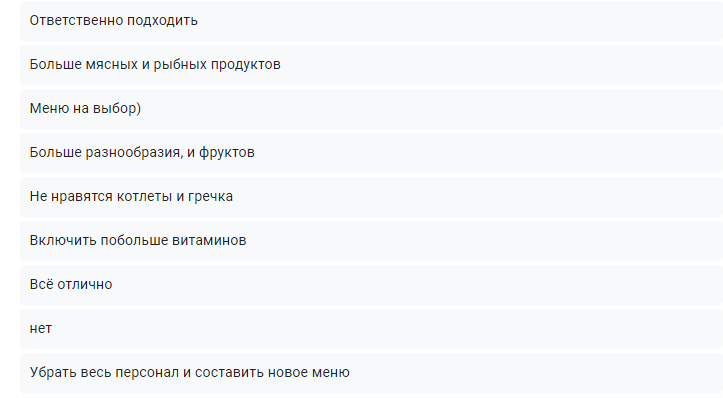 Ответственно подходить
Больше мясных и рыбных продуктов
Меню на выбор)
Больше разнообразия, и фруктов
Не нравятся котлеты и гречка
Включить побольше витаминов
Всё отлично
нет
Убрать весь персонал и составить новое меню